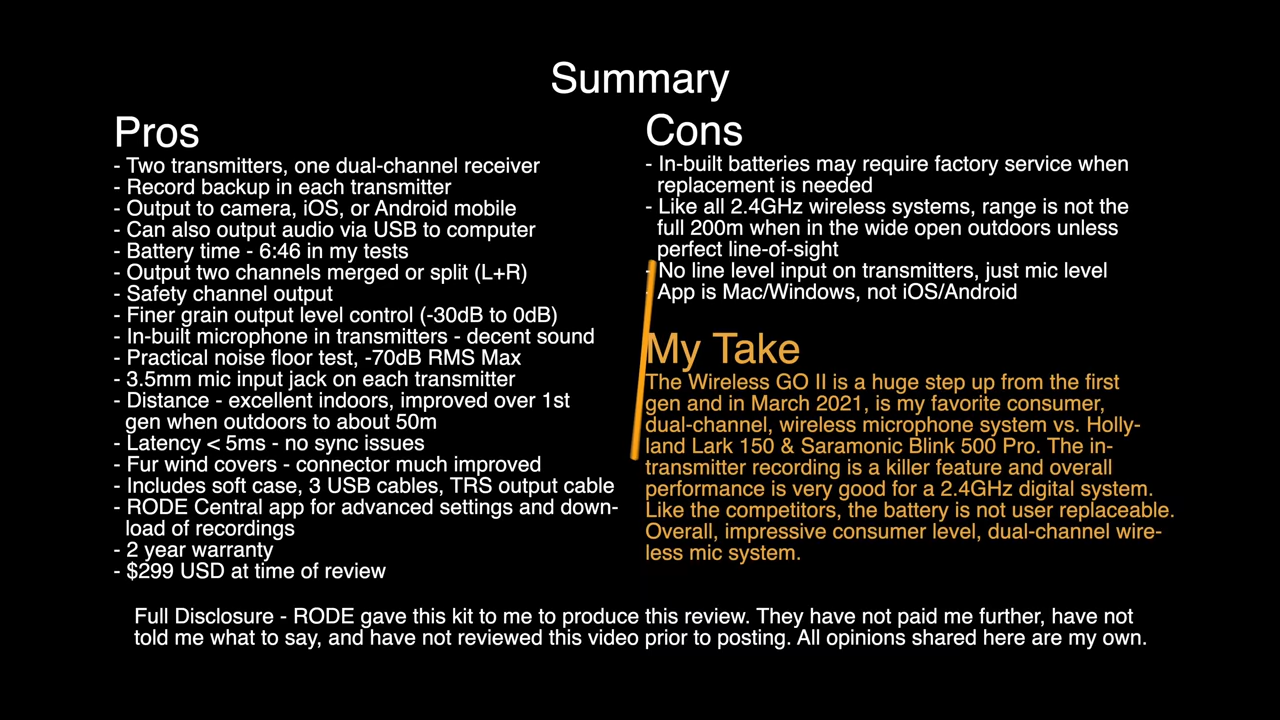 Summary
Pros
- Two transmitters, one dual-channel receiver
- Record backup in each transmitter
- Output to camera, iOS, or Android mobile
- Can also output audio via USB to computer
- Battery time - 6:46 in my tests
- Output two channels merged or split (L+R)
- Safety channel output
- Finer grain output level control (-30dB to 0dB)
- In-built microphone in transmitters - decent sound
- Practical noise floor test, -70dB RMS Max
- 3.5mm mic input jack on each transmitter
- Distance - excellent indoors, improved over 1st
gen when outdoors to about 50m
- Latency < 5ms - no sync issues
- Fur wind covers - connector much improved
- Includes soft case, 3 USB cables, TRS output cable
- RODE Central app for advanced settings and down-
load of recordings
- 2 year warranty
- $299 USD at time of review
Cons
- In-built batteries may require factory service when
replacement is needed
- Like all 2.4GHz wireless systems, range is not the
full 200m when in the wide open outdoors unless
perfect line-of-sight
- No line level input on transmitters, just mic level
- App is Mac/Windows, not iOS/Android
My Take
The Wireless GO II is a huge step up from the first
gen and in March 2021, is my favorite consumer,
dual-channel, wireless microphone system vs. Holly-
land Lark 150 & Saramonic Blink 500 Pro. The in-
transmitter recording is a killer feature and overall
performance is very good for a 2.4GHz digital system.
Like the competitors, the battery is not user replaceable.
Overall, impressive consumer level, dual-channel wire-
less mic system.
Full Disclosure - RODE gave this kit to me to produce this review. They have not paid me further, have not
told me what to say, and have not reviewed this video prior to posting. All opinions shared here are my own.